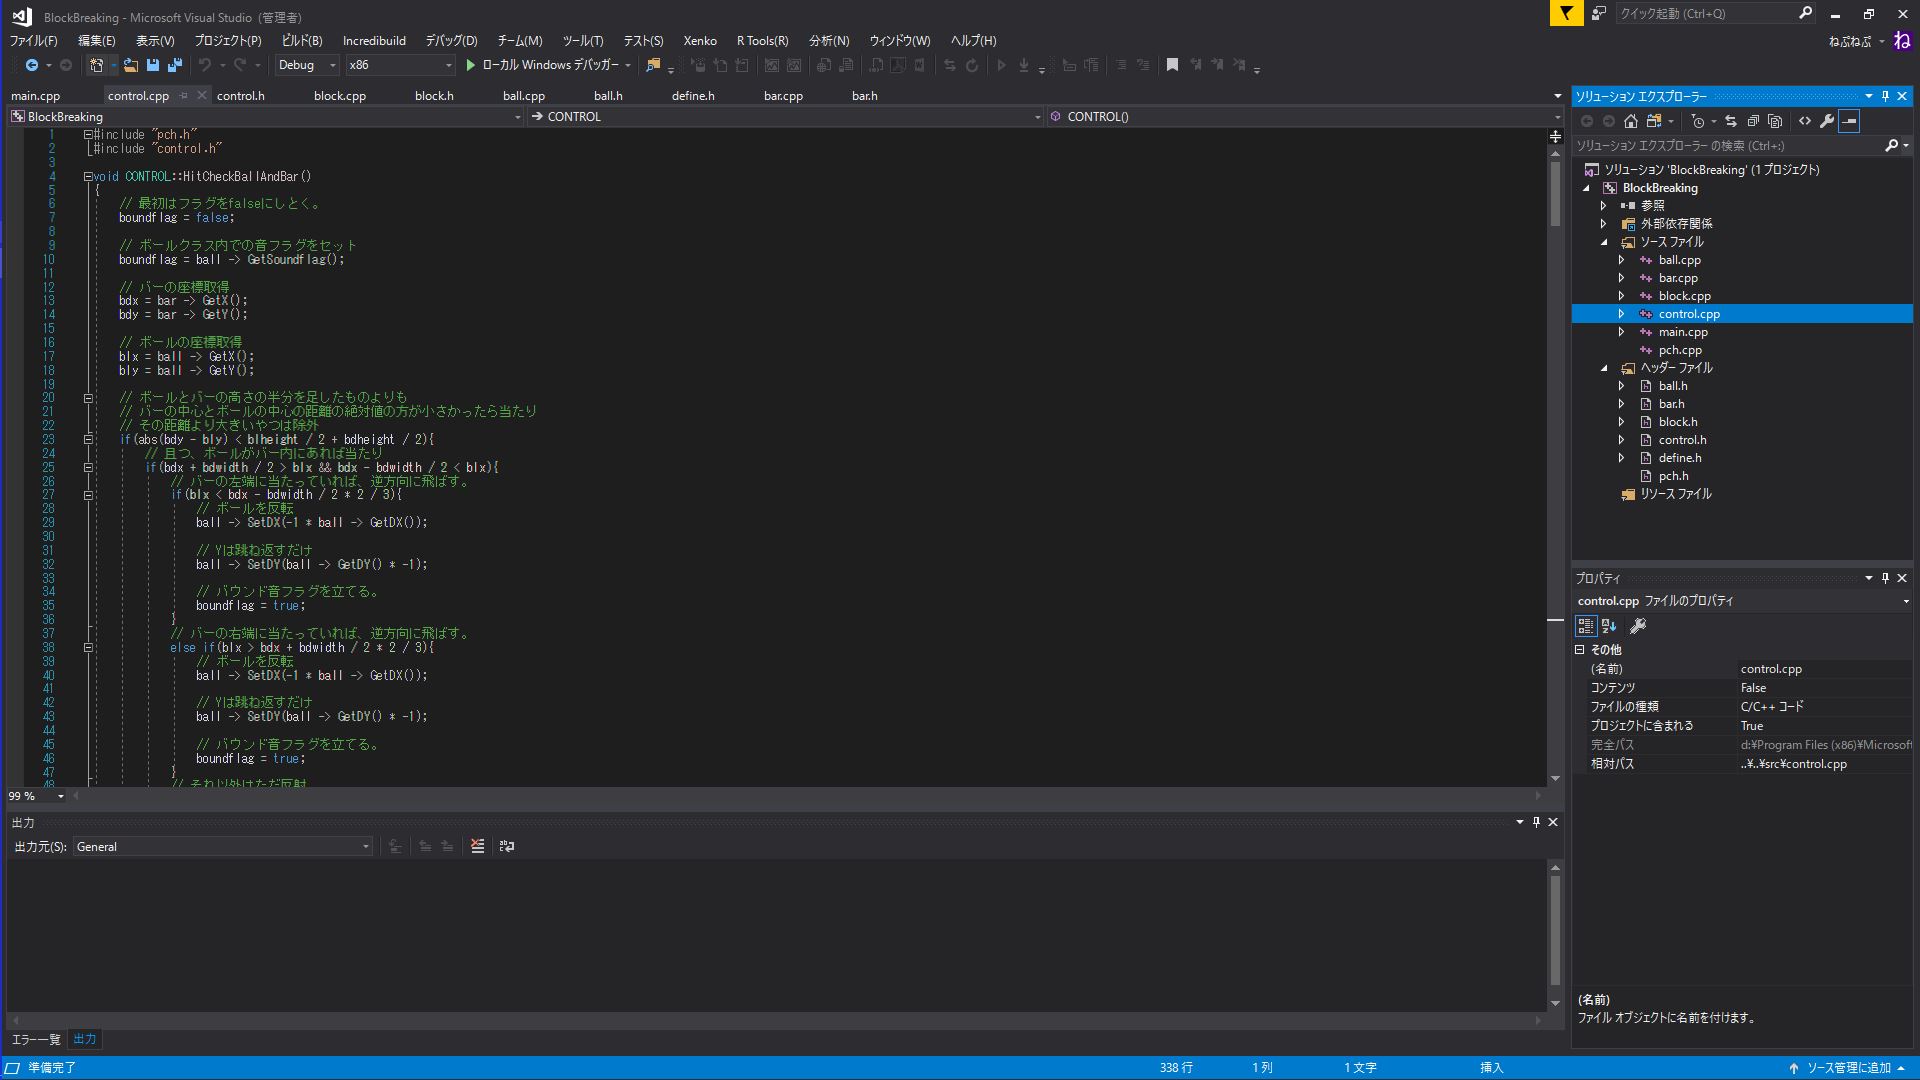 BlockBreaking - Microsoft Visual Studio (管理者)
クイック起動 (Ctrl+Q)
ファイル(F) 編集(E) 表示(V) プロジェクト(P) ビルド(B) Incredibuild デバッグ(D) チーム(M) ツール(T) テスト(S) Xenko R Tools(R) 分析(N) ウィンドウ(W) ヘルプ(H)
ねぷねぷ ね
Debug x86 ローカル Windows デバッガー
main.cpp control.cpp control.h block.cpp block.h ball.cpp ball.h define.h bar.cpp bar.h
BlockBreaking CONTROL CONTROL()
1 #include "pch.h"
2 #include "control.h"
3
4 void CONTROL::HitCheckBallAndBar()
5 {
6 // 最初はフラグをfalseにしとく。
7 boundflag = false;
8
9 // ボールクラス内での音フラグをセット
10 boundflag = ball -> GetSoundflag();
11
12 // バーの座標取得
13 bdx = bar -> GetX();
14 bdy = bar -> GetY();
15
16 // ボールの座標取得
17 blx = ball -> GetX();
18 bly = ball -> GetY();
19
20 // ボールとバーの高さの半分を足したものよりも
21 // バーの中心とボールの中心の距離の絶対値の方が小さかったら当たり
22 // その距離より大きいやつは除外
23 if(abs(bdy - bly) < blheight / 2 + bdheight / 2){
24 // 且つ、ボールがバー内にあれば当たり
25 if(bdx + bdwidth / 2 > blx && bdx - bdwidth / 2 < blx){
26 // バーの左端に当たっていれば、逆方向に飛ばす。
27 if(blx < bdx - bdwidth / 2 * 2 / 3){
28 // ボールを反転
29 ball -> SetDX(-1 * ball -> GetDX());
30
31 // Yは跳ね返すだけ
32 ball -> SetDY(ball -> GetDY() * -1);
33
34 // バウンド音フラグを立てる。
35 boundflag = true;
36 }
37 // バーの右端に当たっていれば、逆方向に飛ばす。
38 else if(blx > bdx + bdwidth / 2 * 2 / 3){
39 // ボールを反転
40 ball -> SetDX(-1 * ball -> GetDX());
41
42 // Yは跳ね返すだけ
43 ball -> SetDY(ball -> GetDY() * -1);
44
45 // バウンド音フラグを立てる。
46 boundflag = true;
47 }
48 // それ以外はただ反射
99 %
出力
出力元(S): General
エラー一覧 出力
ソリューション エクスプローラー
ソリューション エクスプローラー の検索 (Ctrl+:)
ソリューション 'BlockBreaking' (1 プロジェクト)
BlockBreaking
参照
外部依存関係
ソース ファイル
ball.cpp
bar.cpp
block.cpp
control.cpp
main.cpp
pch.cpp
ヘッダー ファイル
ball.h
bar.h
block.h
control.h
define.h
pch.h
リソース ファイル
プロパティ
control.cpp ファイルのプロパティ
その他
(名前) control.cpp
コンテンツ False
ファイルの種類 C/C++ コード
プロジェクトに含まれる True
完全パス d:¥Program Files (x86)¥Microsoft
相対パス ..¥..¥src¥control.cpp
(名前)
ファイル オブジェクトに名前を付けます。
準備完了 338 行 1 列 1 文字 挿入 ソース管理に追加